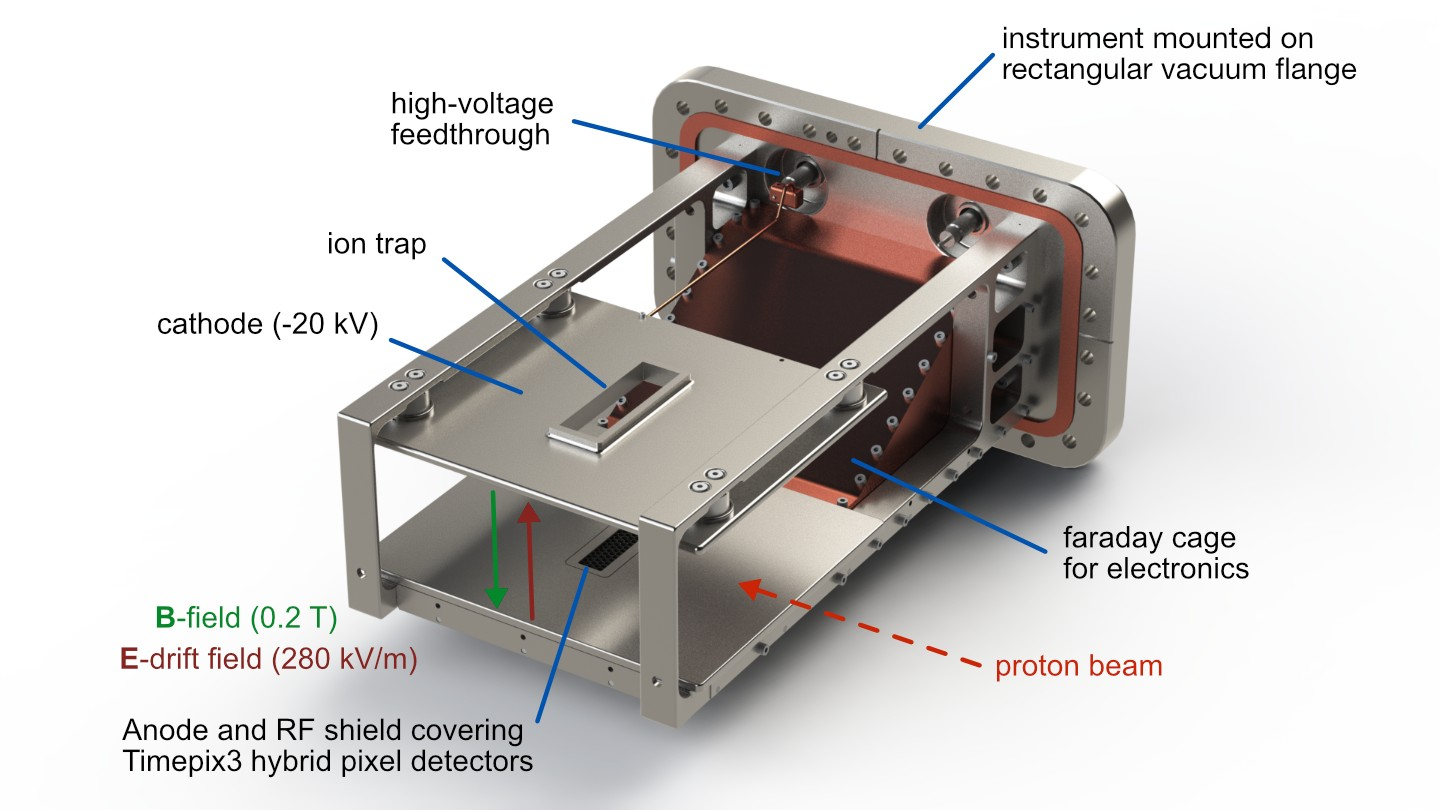 instrument mounted on
rectangular vacuum flange
high-voltage
feedthrough
ion trap
cathode (-20 kV)
faraday cage
for electronics
B-field (0.2 T)
E-drift field (280 kV/m)
proton beam
Anode and RF shield covering
Timepix3 hybrid pixel detectors